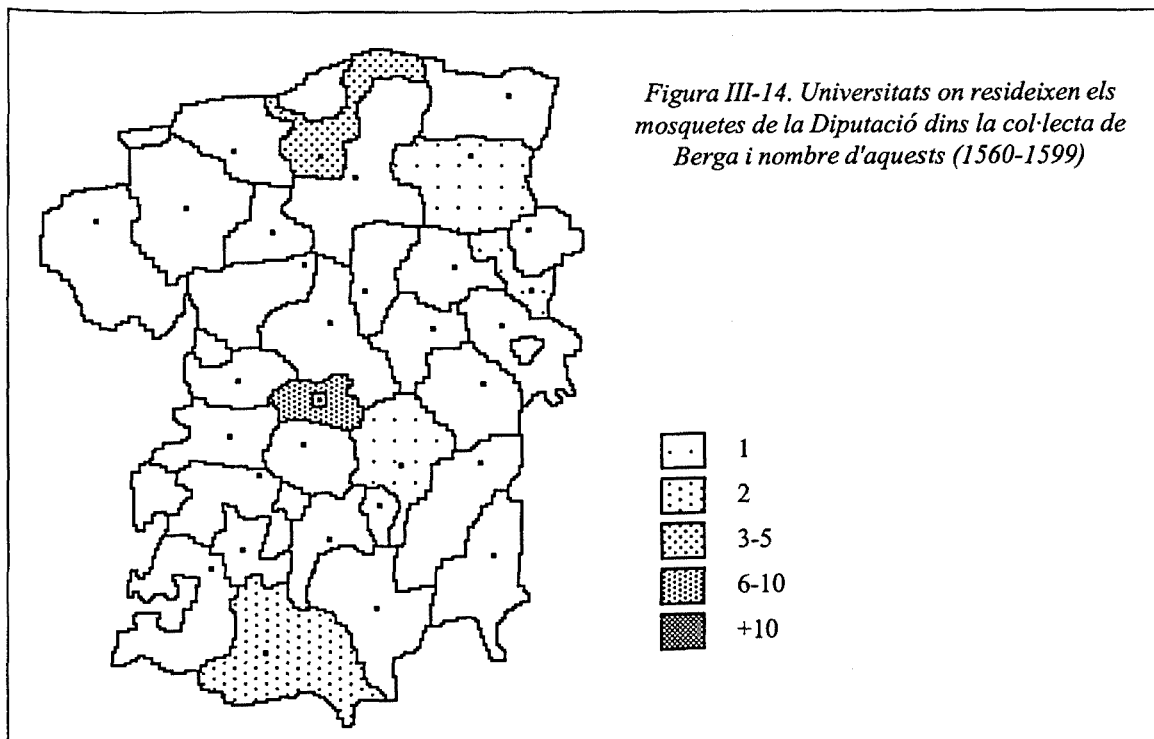 Figura III-14. Universitats on resideixen els
mosquetes de la Diputació dins la col·lecta de
Berga i nombre d'aquests (1560-1599)
1
2
3-5
6-10
+10